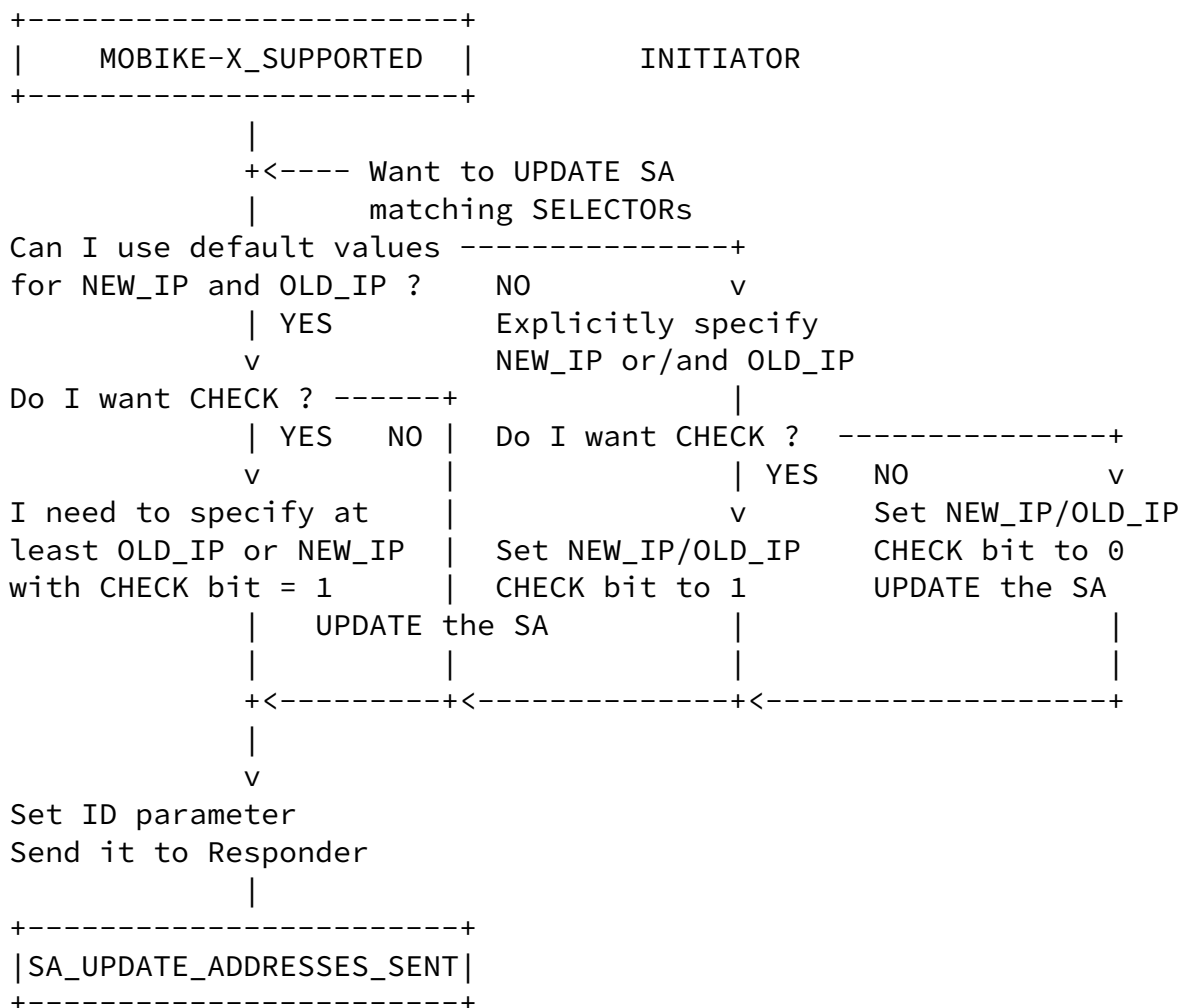 +------------------------+
|    MOBIKE-X_SUPPORTED  |         INITIATOR
+------------------------+
             |
             +<---- Want to UPDATE SA
             |      matching SELECTORs
Can I use default values ---------------+
for NEW_IP and OLD_IP ?    NO           v
             | YES         Explicitly specify
             v             NEW_IP or/and OLD_IP
Do I want CHECK ? ------+               |
             | YES   NO |  Do I want CHECK ?  ---------------+
             v          |               | YES   NO           v
I need to specify at    |               v       Set NEW_IP/OLD_IP
least OLD_IP or NEW_IP  |  Set NEW_IP/OLD_IP    CHECK bit to 0
with CHECK bit = 1      |  CHECK bit to 1       UPDATE the SA
             |   UPDATE the SA          |                    |
             |          |               |                    |
             +<---------+<--------------+<-------------------+
             |
             v
Set ID parameter
Send it to Responder
             |
+------------------------+
|SA_UPDATE_ADDRESSES_SENT|
+------------------------+